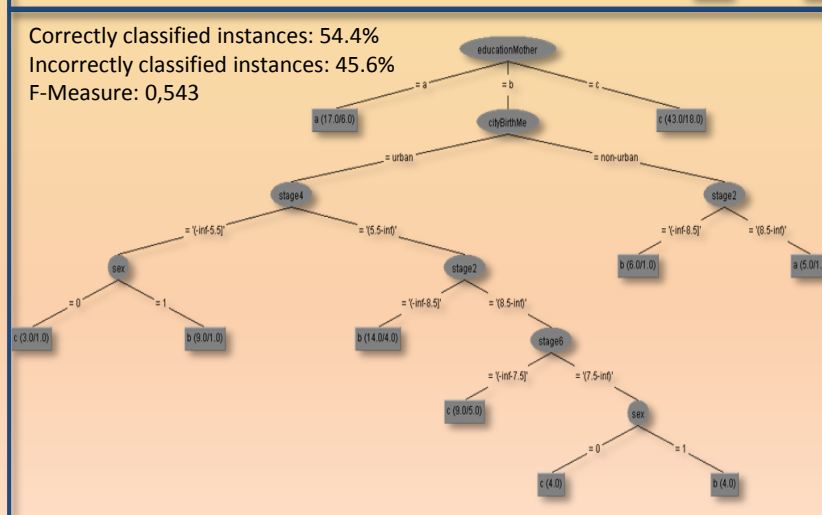 Correctly classified instances: 54.4%
Incorrectly classified instances: 45.6%
F-Measure: 0,543
educationMother
= a
= b
= c
a (17.0/6.0)
cityBirthMe
c (43.0/18.0)
= urban
= non-urban
stage4
stage2
= '(-inf-5.5]'
= '(5.5-inf)'
= '(-inf-8.5]'
= '(8.5-inf)'
sex
stage2
b (6.0/1.0)
a (5.0/1.
= 0
= 1
= '(-inf-8.5]'
= '(8.5-inf)'
c (3.0/1.0)
b (9.0/1.0)
b (14.0/4.0)
stage6
= '(-inf-7.5]'
= '(7.5-inf)'
c (9.0/5.0)
sex
= 0
= 1
c (4.0)
b (4.0)